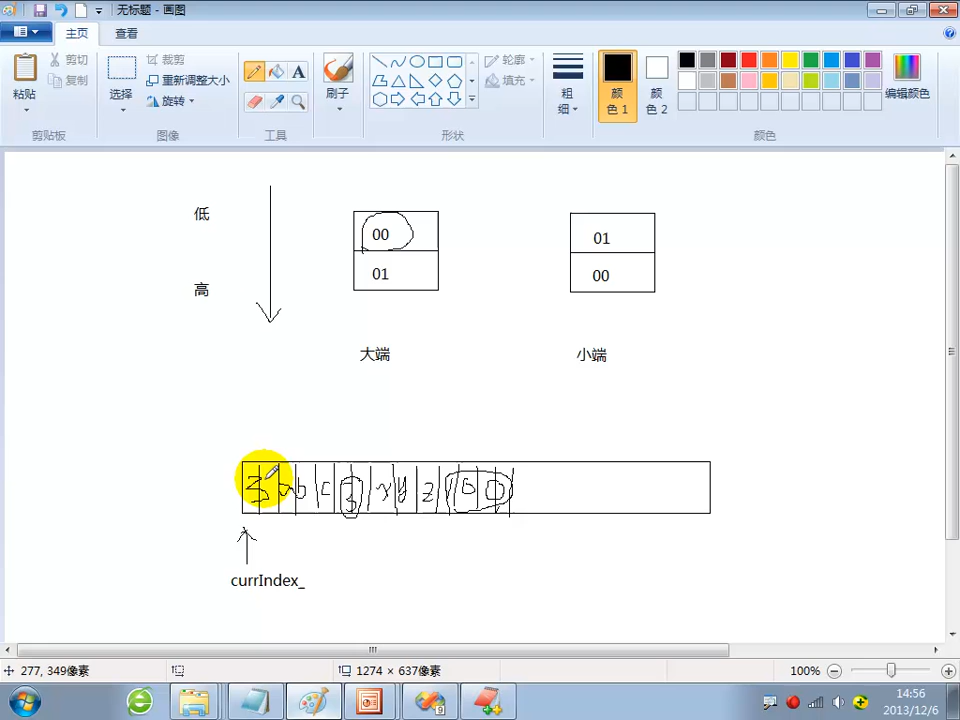 无标题 - 画图
主页 查看
粘贴
剪切
复制
剪贴板
选择
裁剪
重新调整大小
旋转
图像
A
工具
刷子
形状
轮廓
填充
粗细
颜色 1
颜色 2
编辑颜色
颜色
低
高
00
01
大端
01
00
小端
3 a b c 3 x y z
currIndex_
277, 349像素
1274 × 637像素
100%
14:56
2013/12/6